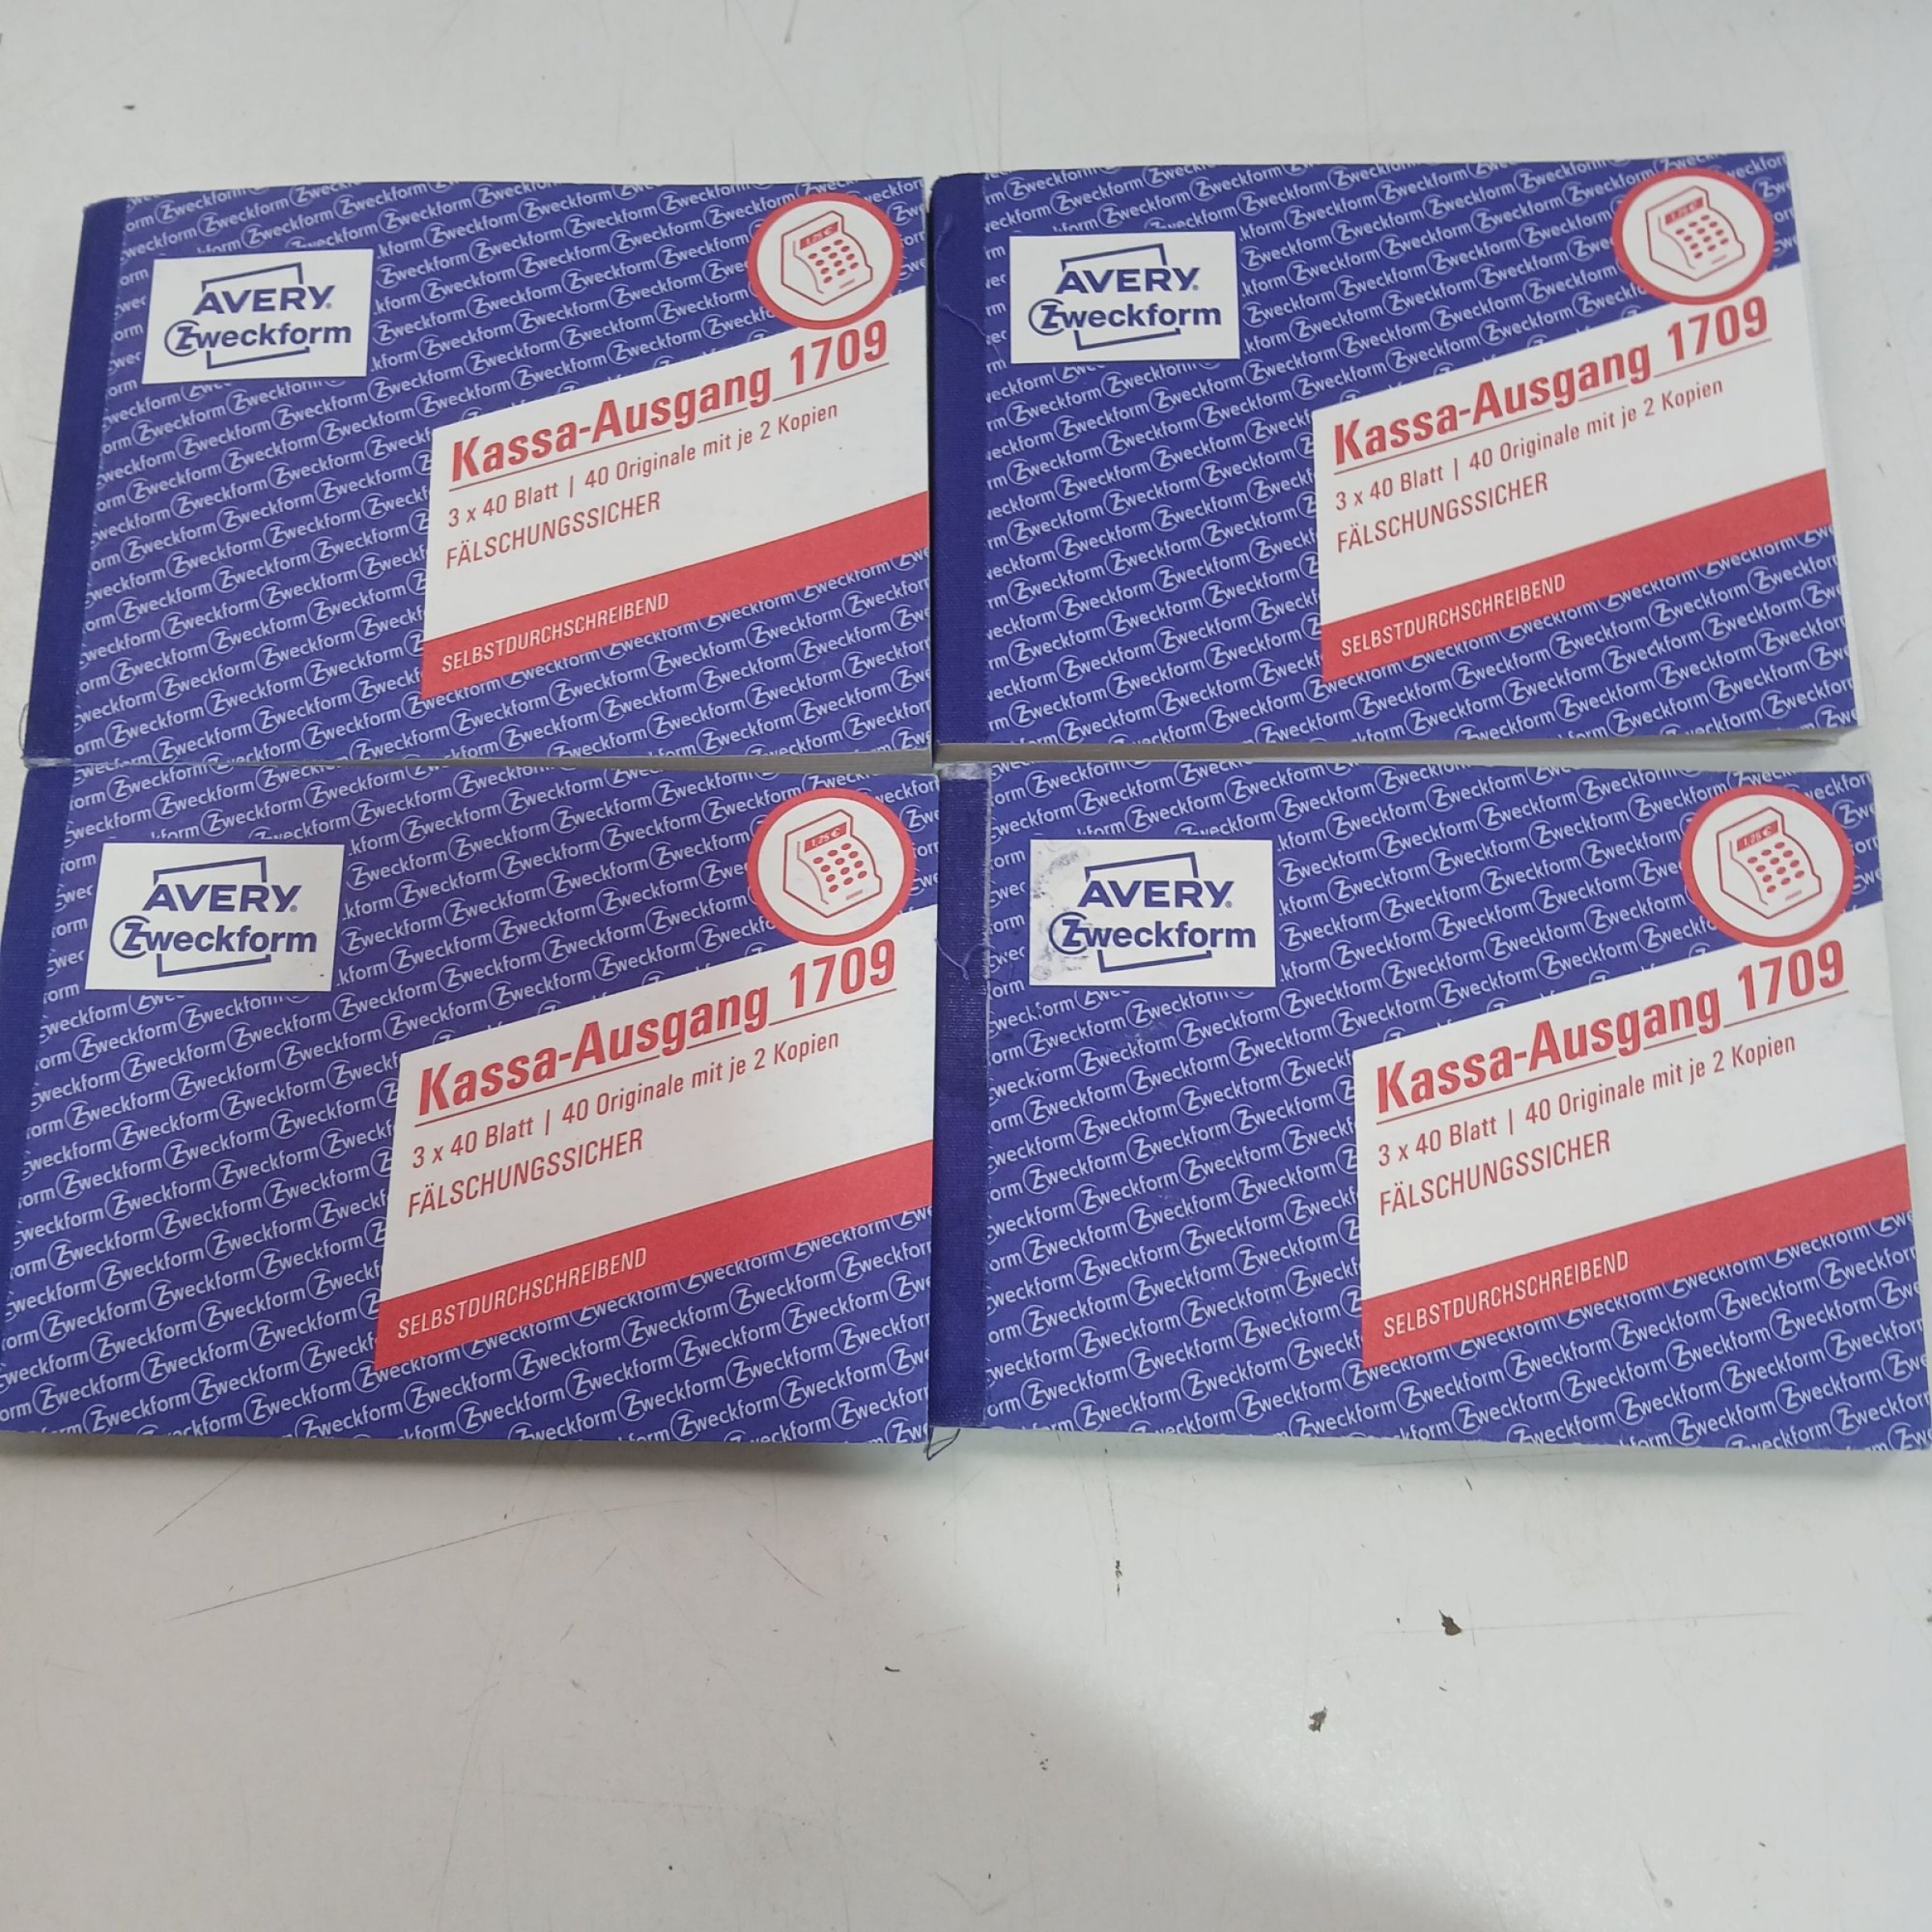 AVERY
Zweckform
Kassa-Ausgang 1709
3 x 40 Blatt | 40 Originale mit je 2 Kopien
FÄLSCHUNGSSICHER
SELBSTDURCHSCHREIBEND
AVERY
Zweckform
Kassa-Ausgang 1709
3 x 40 Blatt | 40 Originale mit je 2 Kopien
FÄLSCHUNGSSICHER
SELBSTDURCHSCHREIBEND
AVERY
Zweckform
Kassa-Ausgang 1709
3 x 40 Blatt | 40 Originale mit je 2 Kopien
FÄLSCHUNGSSICHER
SELBSTDURCHSCHREIBEND
AVERY
Zweckform
Kassa-Ausgang 1709
3 x 40 Blatt | 40 Originale mit je 2 Kopien
FÄLSCHUNGSSICHER
SELBSTDURCHSCHREIBEND